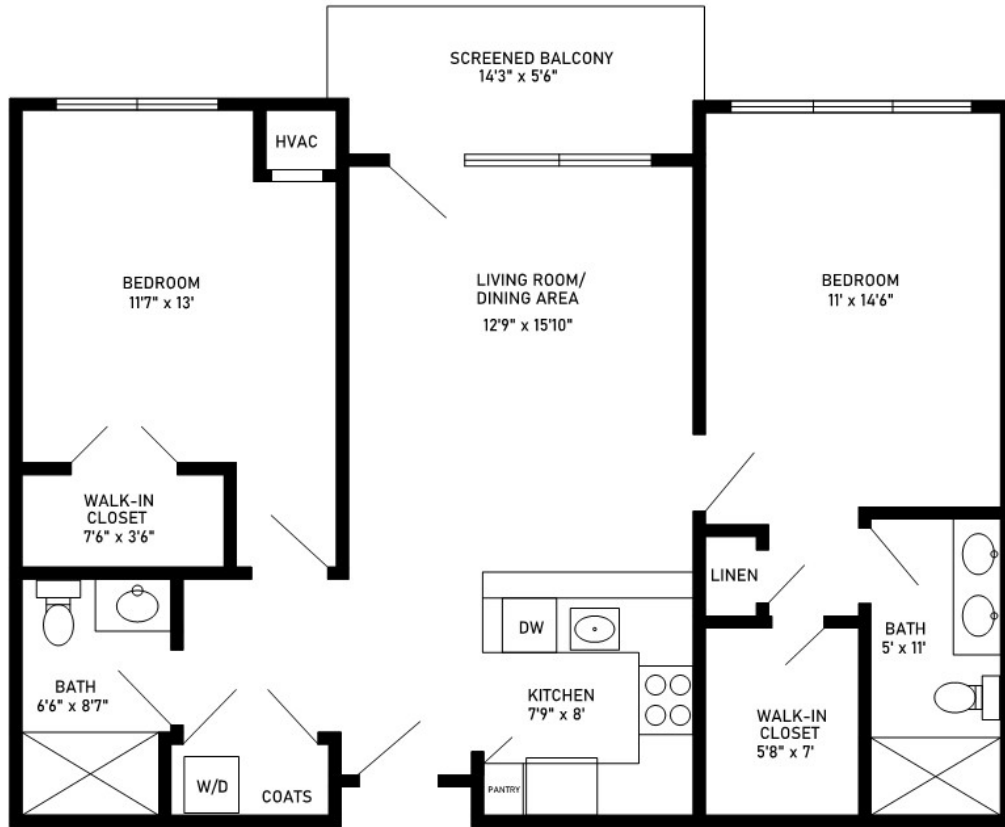 SCREENED BALCONY
14'3" x 5'6"
HVAC
BEDROOM
11'7" x 13'
LIVING ROOM/
DINING AREA
12'9" x 15'10"
BEDROOM
11' x 14'6"
WALK-IN
CLOSET
7'6" x 3'6"
LINEN
DW
BATH
5' x 11'
BATH
6'6" x 8'7"
KITCHEN
7'9" x 8'
WALK-IN
CLOSET
5'8" x 7'
W/D
COATS
PANTRY